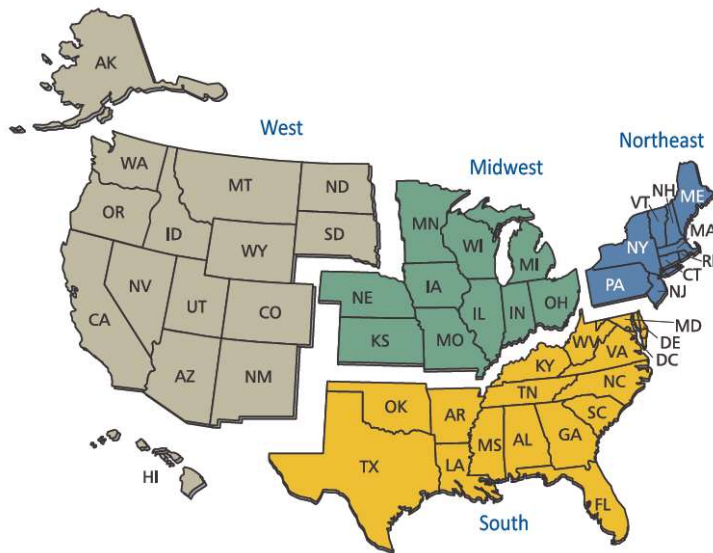 AK
West
Northeast
Midwest
WA
MT
ND
MN
VT
NH
ME
OR
ID
WY
SD
WI
MI
NY
MA
RI
CT
NJ
PA
NV
UT
CO
CA
AZ
NM
NE
IA
KS
MO
IL
IN
OH
MD
DE
DC
WV
VA
KY
NC
TN
SC
OK
AR
TX
LA
MS
AL
GA
FL
HI
South